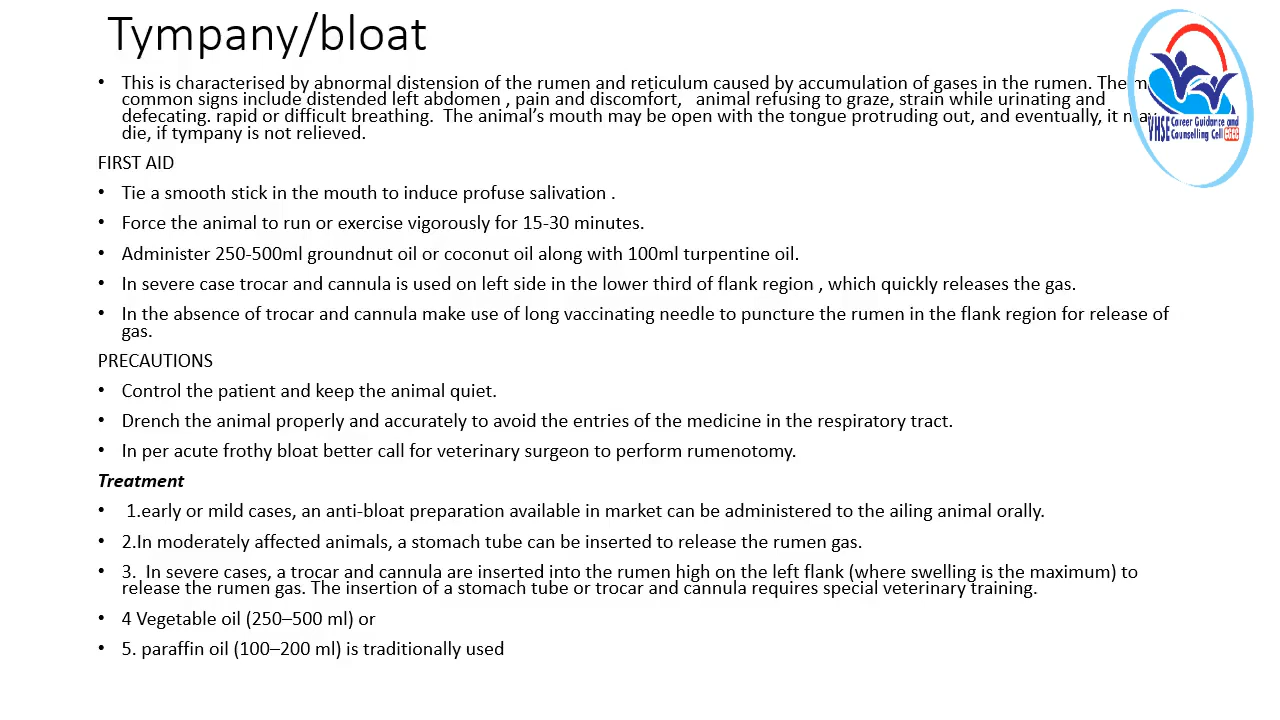 Tympany/bloat
• This is characterised by abnormal distension of the rumen and reticulum caused by accumulation of gases in the rumen. The m
common signs include distended left abdomen , pain and discomfort, animal refusing to graze, strain while urinating and
defecating. rapid or difficult breathing. The animal's mouth may be open with the tongue protruding out, and eventually, it may
die, if tympany is not relieved.
FIRST AID
• Tie a smooth stick in the mouth to induce profuse salivation .
• Force the animal to run or exercise vigorously for 15-30 minutes.
• Administer 250-500ml groundnut oil or coconut oil along with 100ml turpentine oil.
• In severe case trocar and cannula is used on left side in the lower third of flank region , which quickly releases the gas.
• In the absence of trocar and cannula make use of long vaccinating needle to puncture the rumen in the flank region for release of
gas.
PRECAUTIONS
• Control the patient and keep the animal quiet.
• Drench the animal properly and accurately to avoid the entries of the medicine in the respiratory tract.
• In per acute frothy bloat better call for veterinary surgeon to perform rumenotomy.
Treatment
• 1.early or mild cases, an anti-bloat preparation available in market can be administered to the ailing animal orally.
• 2.In moderately affected animals, a stomach tube can be inserted to release the rumen gas.
• 3. In severe cases, a trocar and cannula are inserted into the rumen high on the left flank (where swelling is the maximum) to
release the rumen gas. The insertion of a stomach tube or trocar and cannula requires special veterinary training.
• 4 Vegetable oil (250–500 ml) or
• 5. paraffin oil (100–200 ml) is traditionally used
VHSE Career Guidance and
Counselling Cell CGCC